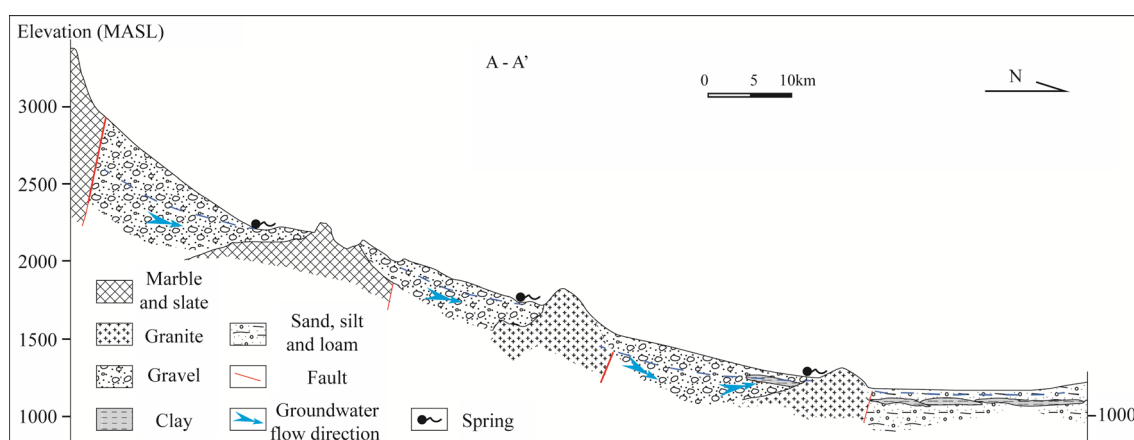 Elevation (MASL)
A - A'
0 5 10km
N
3000
2500
2000
1500
1000
1000
Marble
and slate
Granite
Gravel
Clay
Sand, silt
and loam
Fault
Groundwater
flow direction
Spring